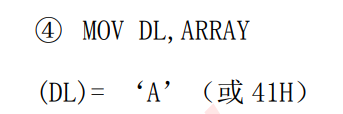 ④ MOV DL,ARRAY
(DL)= ‘A’（或 41H）